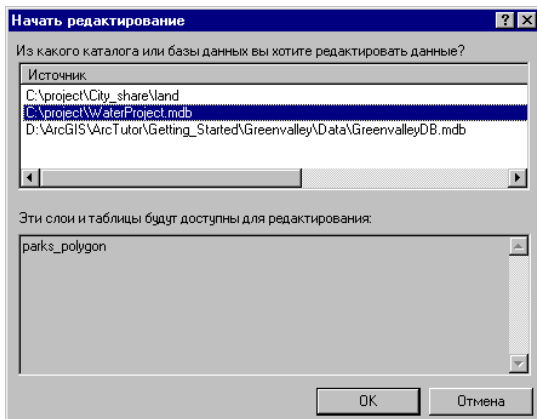 Начать редактирование
Из какого каталога или базы данных вы хотите редактировать данные?
Источник
C:\project\City_share\land
C:\project\WaterProject.mdb
D:\ArcGIS\ArcTutor\Getting_Started\Greenvalley\Data\GreenvalleyDB.mdb
Эти слои и таблицы будут доступны для редактирования:
parks_polygon
OK
Отмена